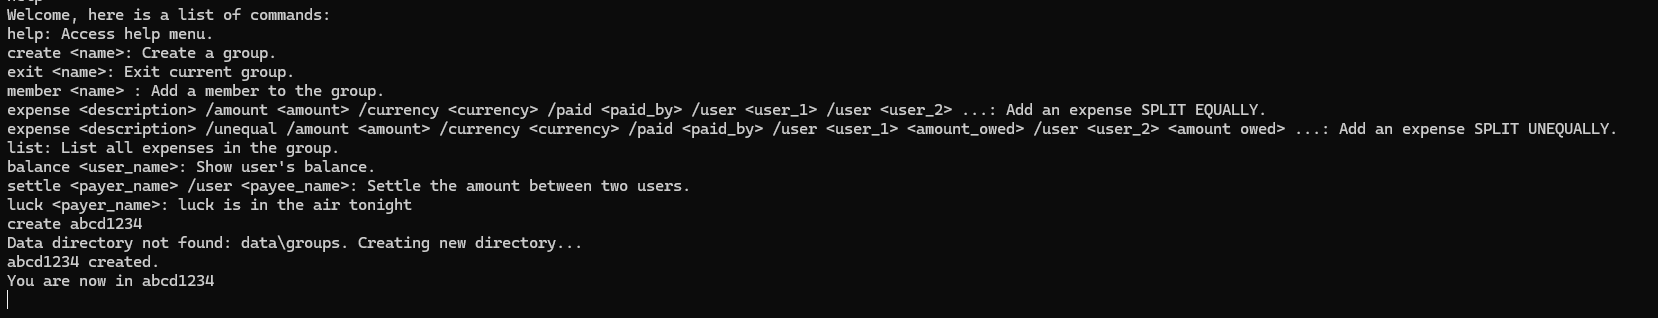 Welcome, here is a list of commands:
help: Access help menu.
create <name>: Create a group.
exit <name>: Exit current group.
member <name> : Add a member to the group.
expense <description> /amount <amount> /currency <currency> /paid <paid_by> /user <user_1> /user <user_2> ...: Add an expense SPLIT EQUALLY.
expense <description> /unequal /amount <amount> /currency <currency> /paid <paid_by> /user <user_1> <amount_owed> /user <user_2> <amount owed> ...: Add an expense SPLIT UNEQUALLY.
list: List all expenses in the group.
balance <user_name>: Show user's balance.
settle <payer_name> /user <payee_name>: Settle the amount between two users.
luck <payer_name>: luck is in the air tonight
create abcd1234
Data directory not found: data\groups. Creating new directory...
abcd1234 created.
You are now in abcd1234